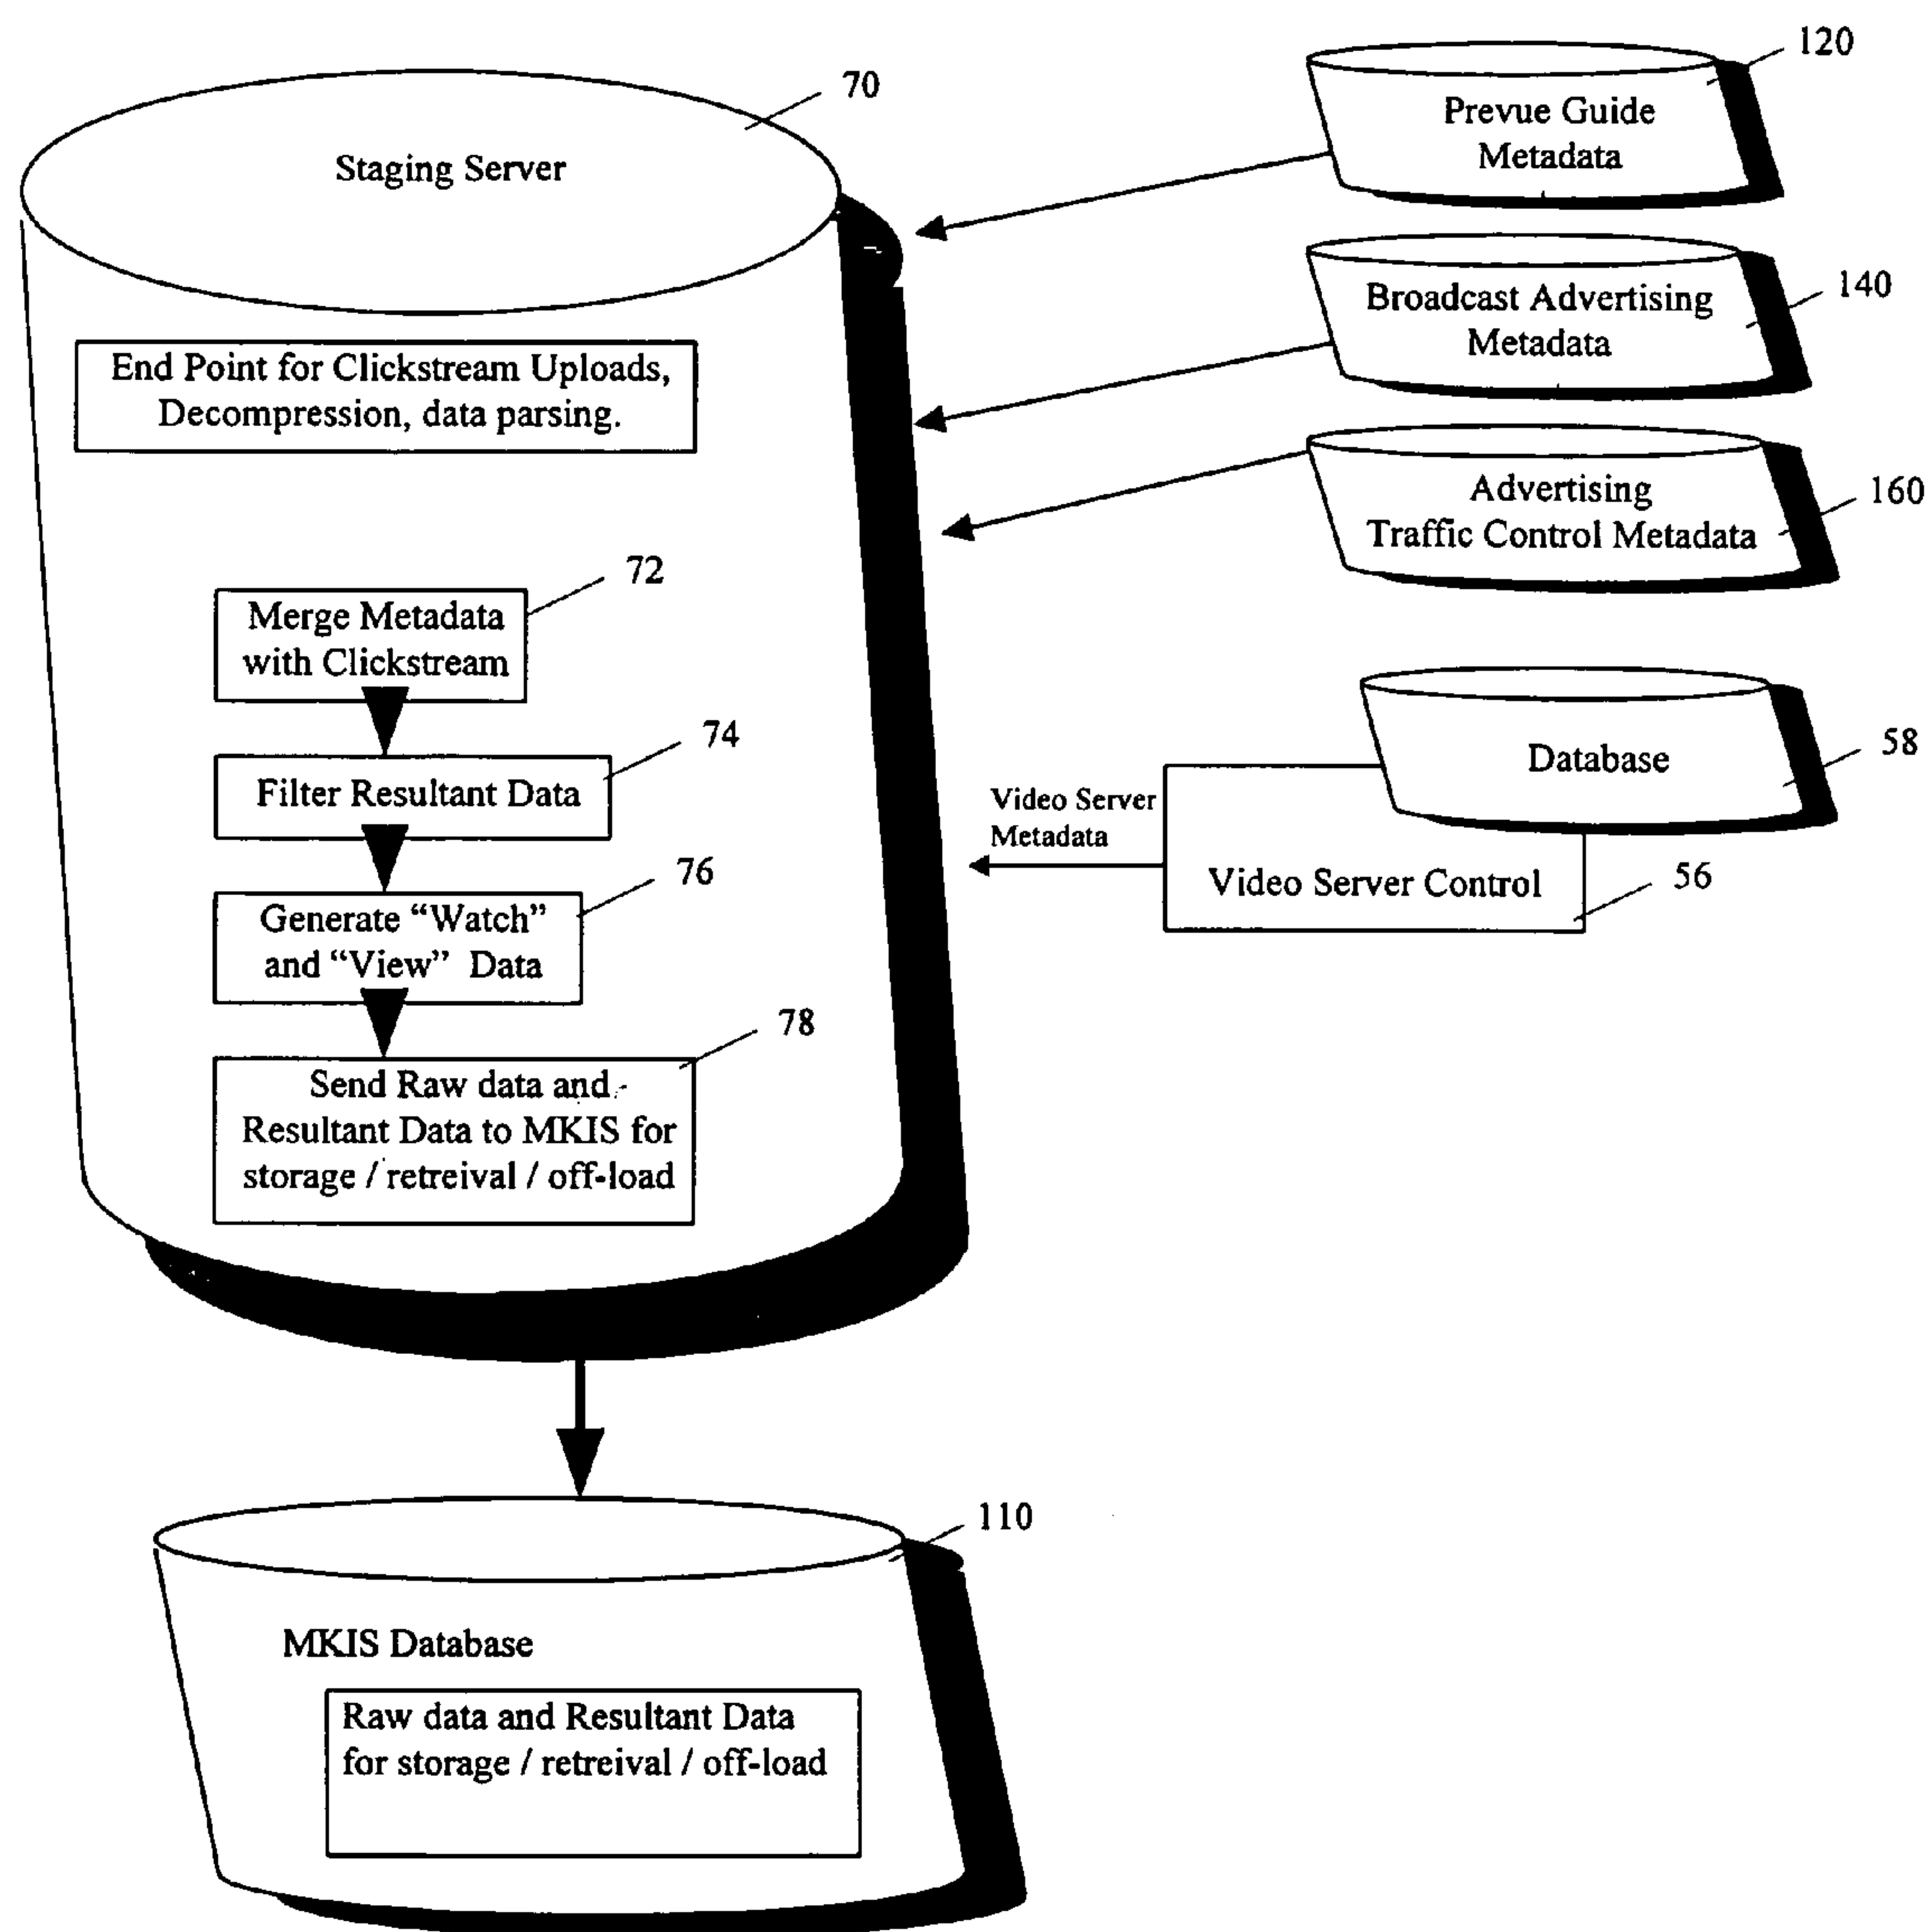 70
Staging Server
End Point for Clickstream Uploads,
Decompression, data parsing.
72
Merge Metadata
with Clickstream
74
Filter Resultant Data
76
Generate “Watch”
and “View” Data
78
Send Raw data and
Resultant Data to MKIS for
storage / retreival / off-load
120
Prevue Guide
Metadata
140
Broadcast Advertising
Metadata
160
Advertising
Traffic Control Metadata
58
Database
Video Server
Metadata
Video Server Control
56
110
MKIS Database
Raw data and Resultant Data
for storage / retreival / off-load